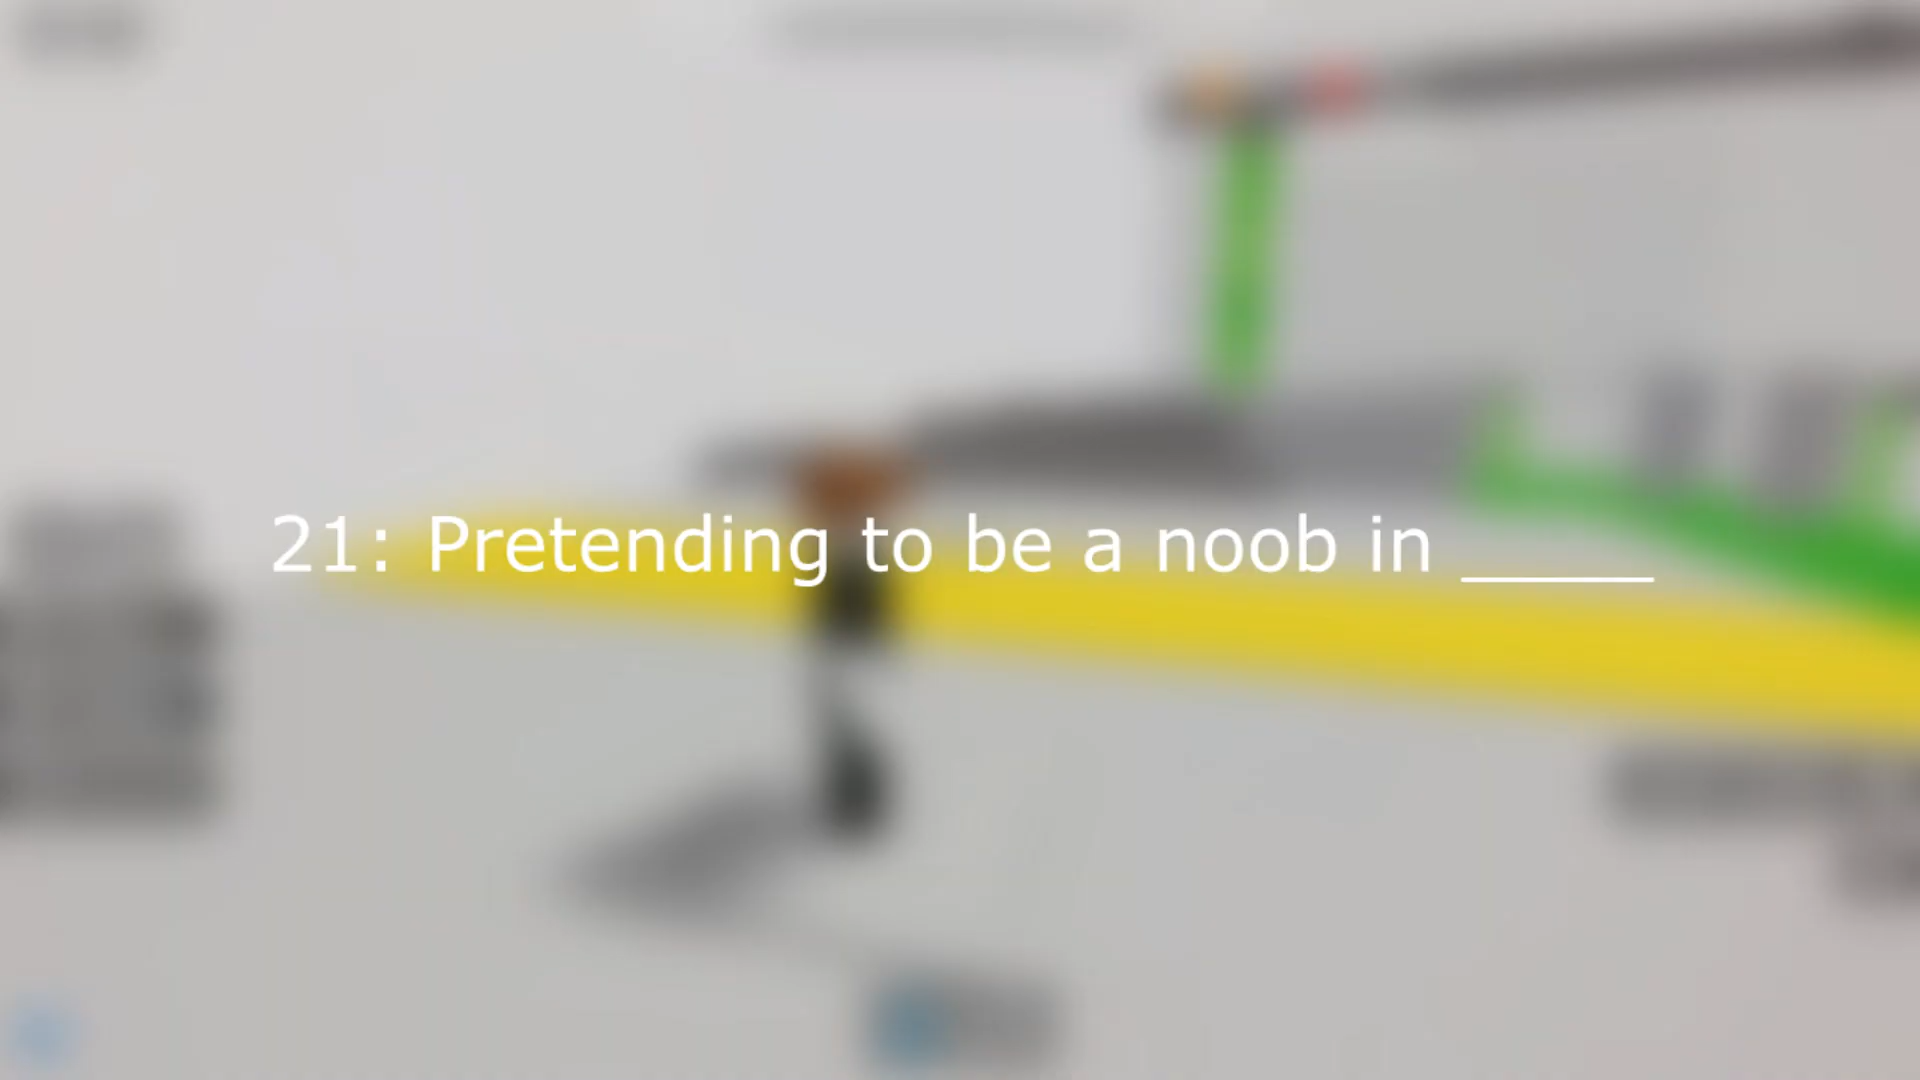 21: Pretending to be a noob in _____